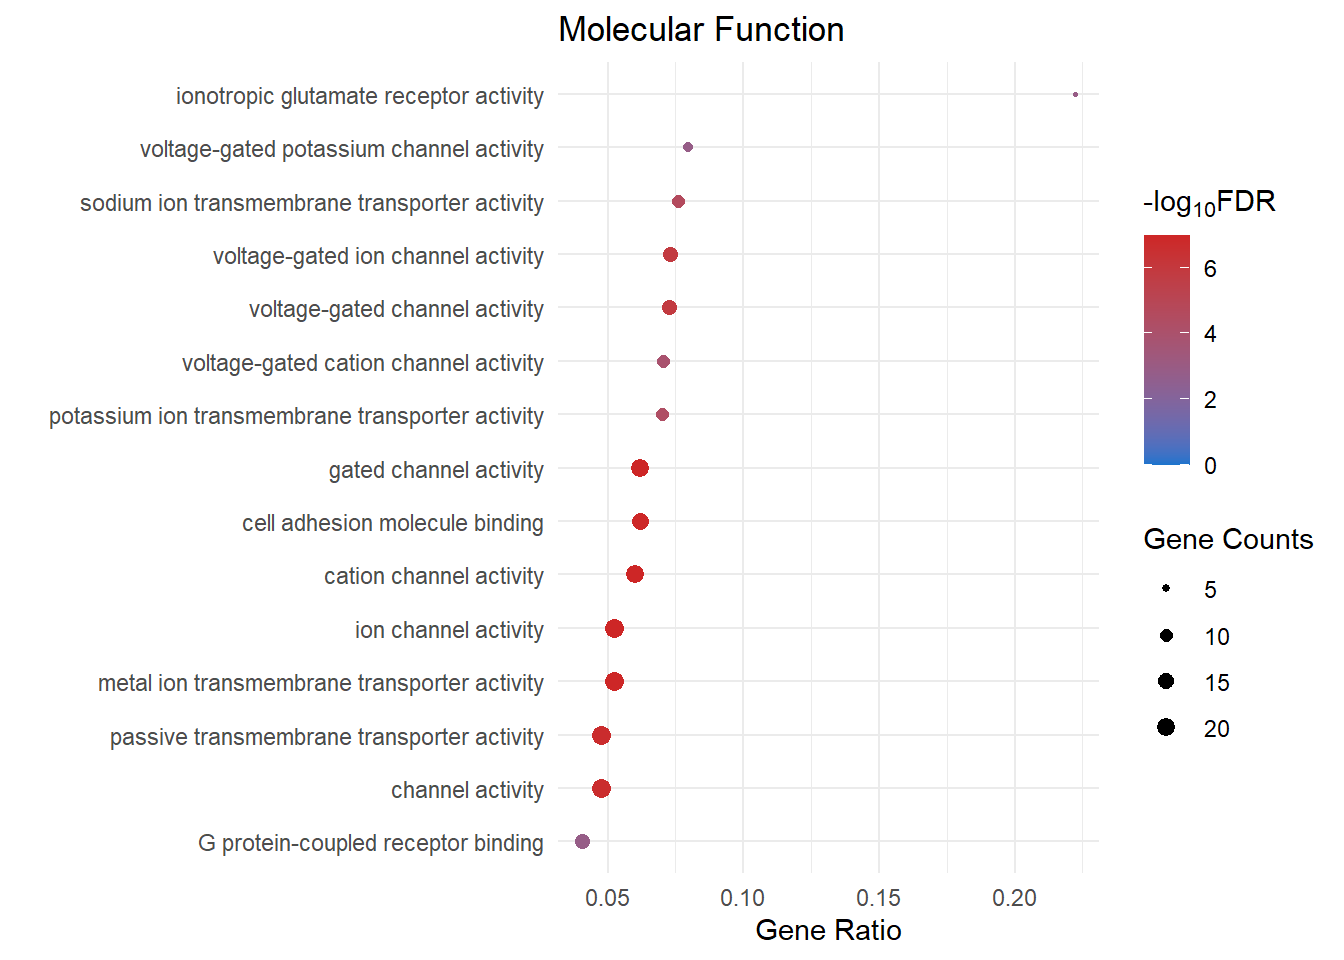 Molecular Function
ionotropic glutamate receptor activity
voltage-gated potassium channel activity
sodium ion transmembrane transporter activity
voltage-gated ion channel activity
voltage-gated channel activity
voltage-gated cation channel activity
potassium ion transmembrane transporter activity
gated channel activity
cell adhesion molecule binding
cation channel activity
ion channel activity
metal ion transmembrane transporter activity
passive transmembrane transporter activity
channel activity
G protein-coupled receptor binding
0.05 0.10 0.15 0.20
Gene Ratio
-log₁₀FDR
6
4
2
0
Gene Counts
5
10
15
20